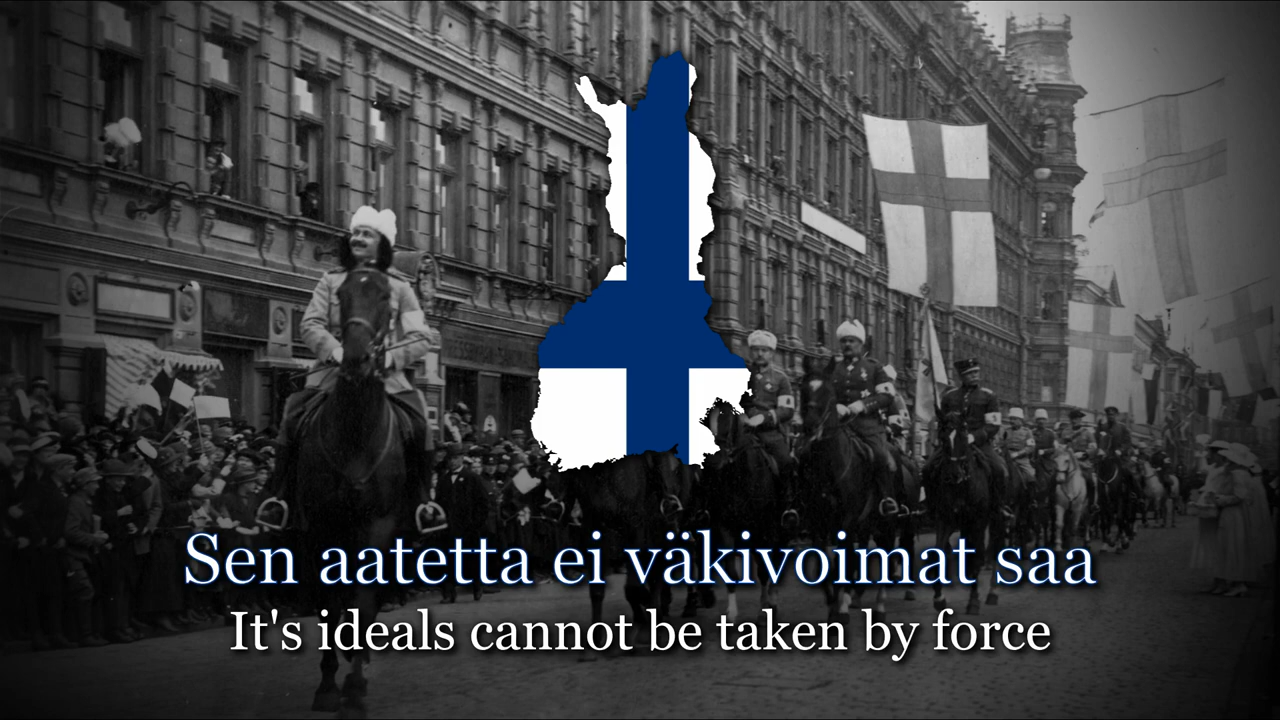 Sen aatetta ei väkivoimat saa
It's ideals cannot be taken by force